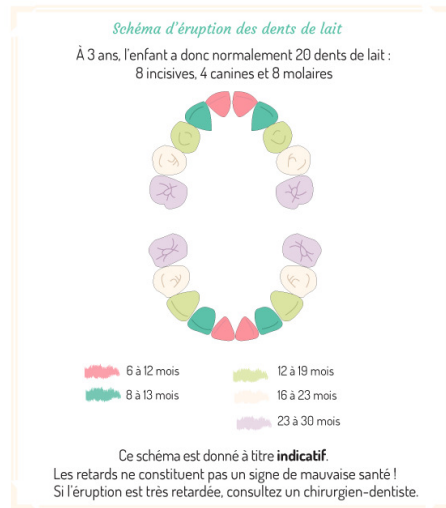 Schéma d'éruption des dents de lait
À 3 ans, l'enfant a donc normalement 20 dents de lait :
8 incisives, 4 canines et 8 molaires
6 à 12 mois
8 à 13 mois
12 à 19 mois
16 à 23 mois
23 à 30 mois
Ce schéma est donné à titre indicatif.
Les retards ne constituent pas un signe de mauvaise santé !
Si l'éruption est très retardée, consultez un chirurgien-dentiste.